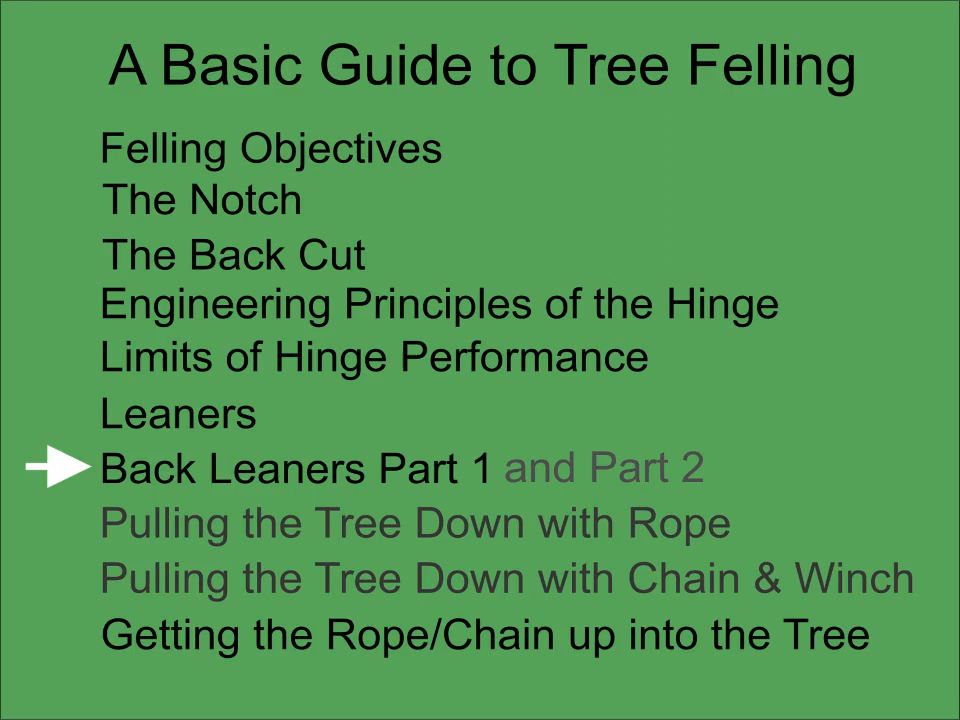 A Basic Guide to Tree Felling
Felling Objectives
The Notch
The Back Cut
Engineering Principles of the Hinge
Limits of Hinge Performance
Leaners
Back Leaners Part 1 and Part 2
Pulling the Tree Down with Rope
Pulling the Tree Down with Chain & Winch
Getting the Rope/Chain up into the Tree